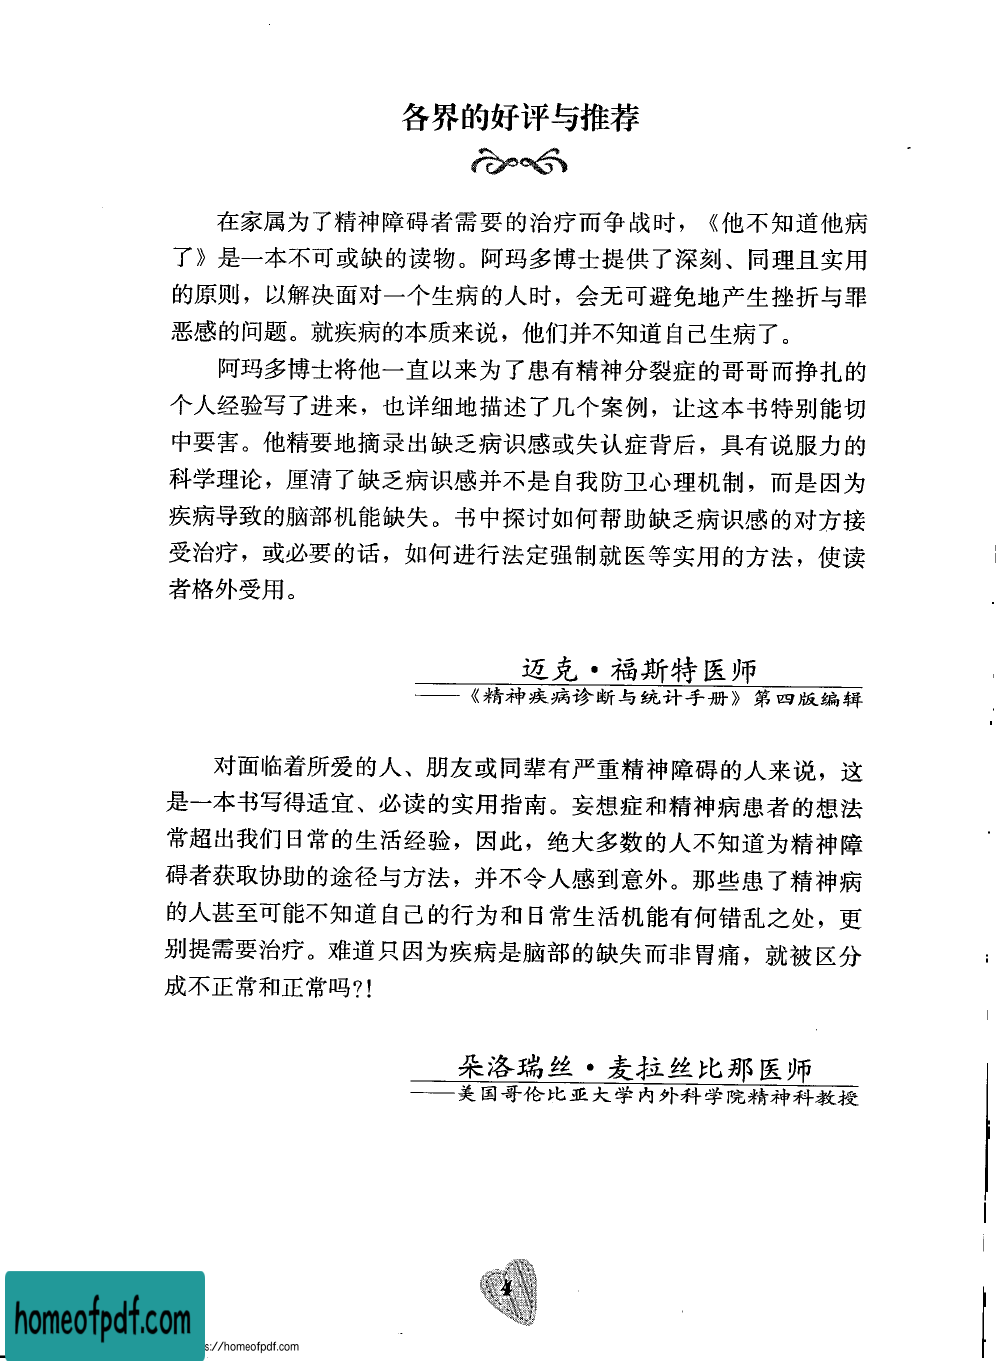 各界的好评与推荐
在家属为了精神障碍者需要的治疗而争战时，《他不知道他病
了》是一本不可或缺的读物。阿玛多博士提供了深刻、同理且实用
的原则，以解决面对一个生病的人时，会无可避免地产生挫折与罪
恶感的问题。就疾病的本质来说，他们并不知道自己生病了。
阿玛多博士将他一直以来为了患有精神分裂症的哥哥而挣扎的
个人经验写了进来，也详细地描述了几个案例，让这本书特别能切
中要害。他精要地摘录出缺乏病识感或失认症背后，具有说服力的
科学理论，厘清了缺乏病识感并不是自我防卫心理机制，而是因为
疾病导致的脑部机能缺失。书中探讨如何帮助缺乏病识感的对方接
受治疗，或必要的话，如何进行法定强制就医等实用的方法，使读
者格外受用。
迈克·福斯特医师
——《精神疾病诊断与统计手册》第四版编辑
对面临着所爱的人、朋友或同辈有严重精神障碍的人来说，这
是一本书写得适宜、必读的实用指南。妄想症和精神病患者的想法
常超出我们日常的生活经验，因此，绝大多数的人不知道为精神障
碍者获取协助的途径与方法，并不令人感到意外。那些患了精神病
的人甚至可能不知道自己的行为和日常生活机能有何错乱之处，更
别提需要治疗。难道只因为疾病是脑部的缺失而非胃痛，就被区分
成不正常和正常吗?!
朵洛瑞丝·麦拉丝比那医师
——美国哥伦比亚大学内外科学院精神科教授
4
homeofpdf.com
s://homeofpdf.com